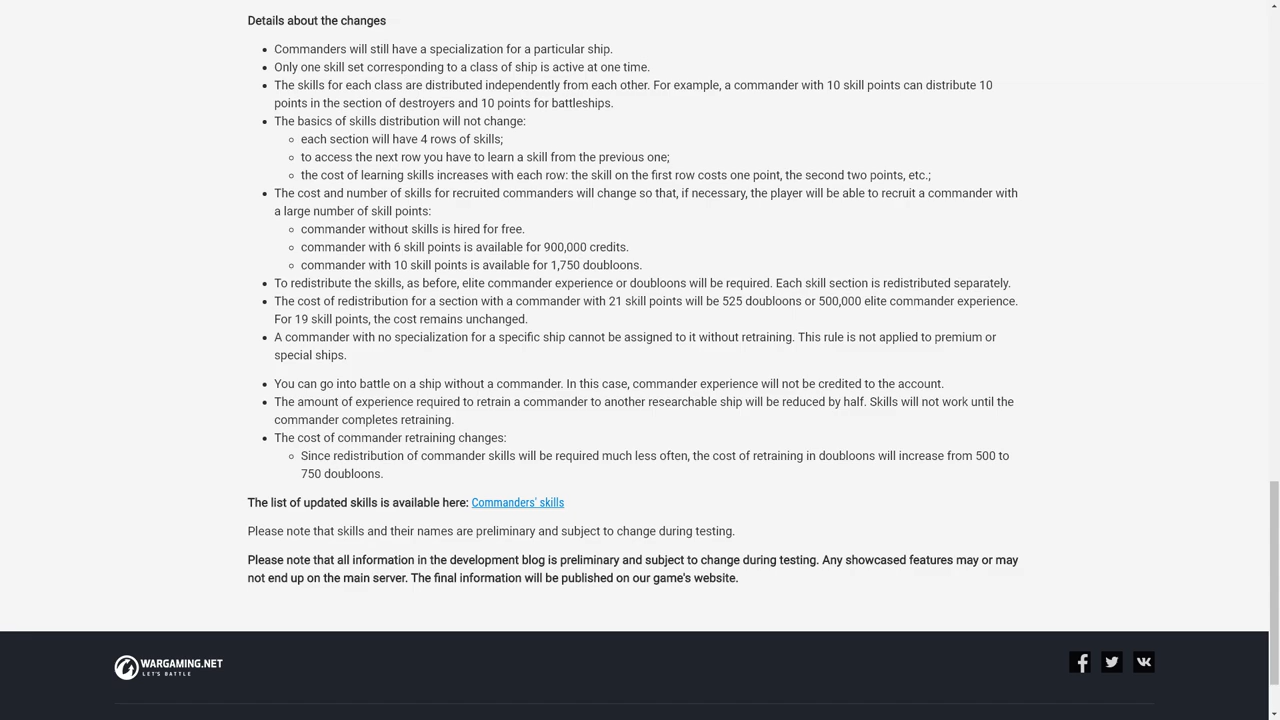 Details about the changes
Commanders will still have a specialization for a particular ship.
Only one skill set corresponding to a class of ship is active at one time.
The skills for each class are distributed independently from each other. For example, a commander with 10 skill points can distribute 10
points in the section of destroyers and 10 points for battleships.
The basics of skills distribution will not change:
each section will have 4 rows of skills;
to access the next row you have to learn a skill from the previous one;
the cost of learning skills increases with each row: the skill on the first row costs one point, the second two points, etc.;
The cost and number of skills for recruited commanders will change so that, if necessary, the player will be able to recruit a commander with
a large number of skill points:
commander without skills is hired for free.
commander with 6 skill points is available for 900,000 credits.
commander with 10 skill points is available for 1,750 doubloons.
To redistribute the skills, as before, elite commander experience or doubloons will be required. Each skill section is redistributed separately.
The cost of redistribution for a section with a commander with 21 skill points will be 525 doubloons or 500,000 elite commander experience.
For 19 skill points, the cost remains unchanged.
A commander with no specialization for a specific ship cannot be assigned to it without retraining. This rule is not applied to premium or
special ships.
You can go into battle on a ship without a commander. In this case, commander experience will not be credited to the account.
The amount of experience required to retrain a commander to another researchable ship will be reduced by half. Skills will not work until the
commander completes retraining.
The cost of commander retraining changes:
Since redistribution of commander skills will be required much less often, the cost of retraining in doubloons will increase from 500 to
750 doubloons.
The list of updated skills is available here: Commanders' skills
Please note that skills and their names are preliminary and subject to change during testing.
Please note that all information in the development blog is preliminary and subject to change during testing. Any showcased features may or may
not end up on the main server. The final information will be published on our game's website.
WARGAMING.NET
LET'S BATTLE